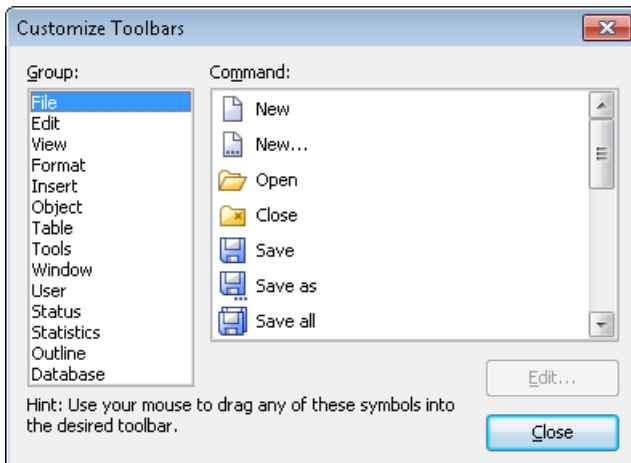 Customize Toolbars
Group:
File
Edit
View
Format
Insert
Object
Table
Tools
Window
User
Status
Statistics
Outline
Database
Command:
New
New...
Open
Close
Save
Save as
Save all
Edit...
Hint: Use your mouse to drag any of these symbols into
the desired toolbar.
Close